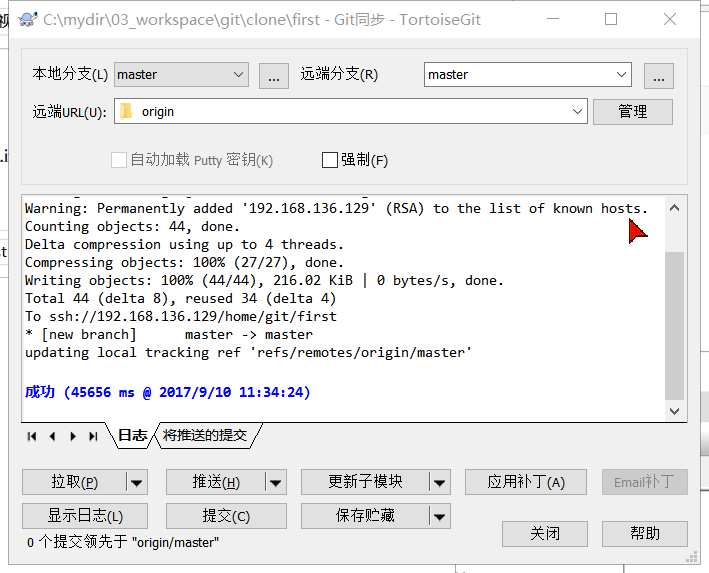 C:\mydir\03_workspace\git\clone\first - Git同步 - TortoiseGit
本地分支(L) master ... 远端分支(R) master ...
远端URL(U): origin 管理
自动加载 Putty 密钥(K) 强制(F)
Warning: Permanently added '192.168.136.129' (RSA) to the list of known hosts.
Counting objects: 44, done.
Delta compression using up to 4 threads.
Compressing objects: 100% (27/27), done.
Writing objects: 100% (44/44), 216.02 KiB | 0 bytes/s, done.
Total 44 (delta 8), reused 34 (delta 4)
To ssh://192.168.136.129/home/git/first
* [new branch]      master -> master
updating local tracking ref 'refs/remotes/origin/master'
成功 (45656 ms @ 2017/9/10 11:34:24)
日志 将推送的提交
拉取(P) 推送(H) 更新子模块 应用补丁(A) Email补丁
显示日志(L) 提交(C) 保存贮藏
关闭 帮助
0 个提交领先于 "origin/master"